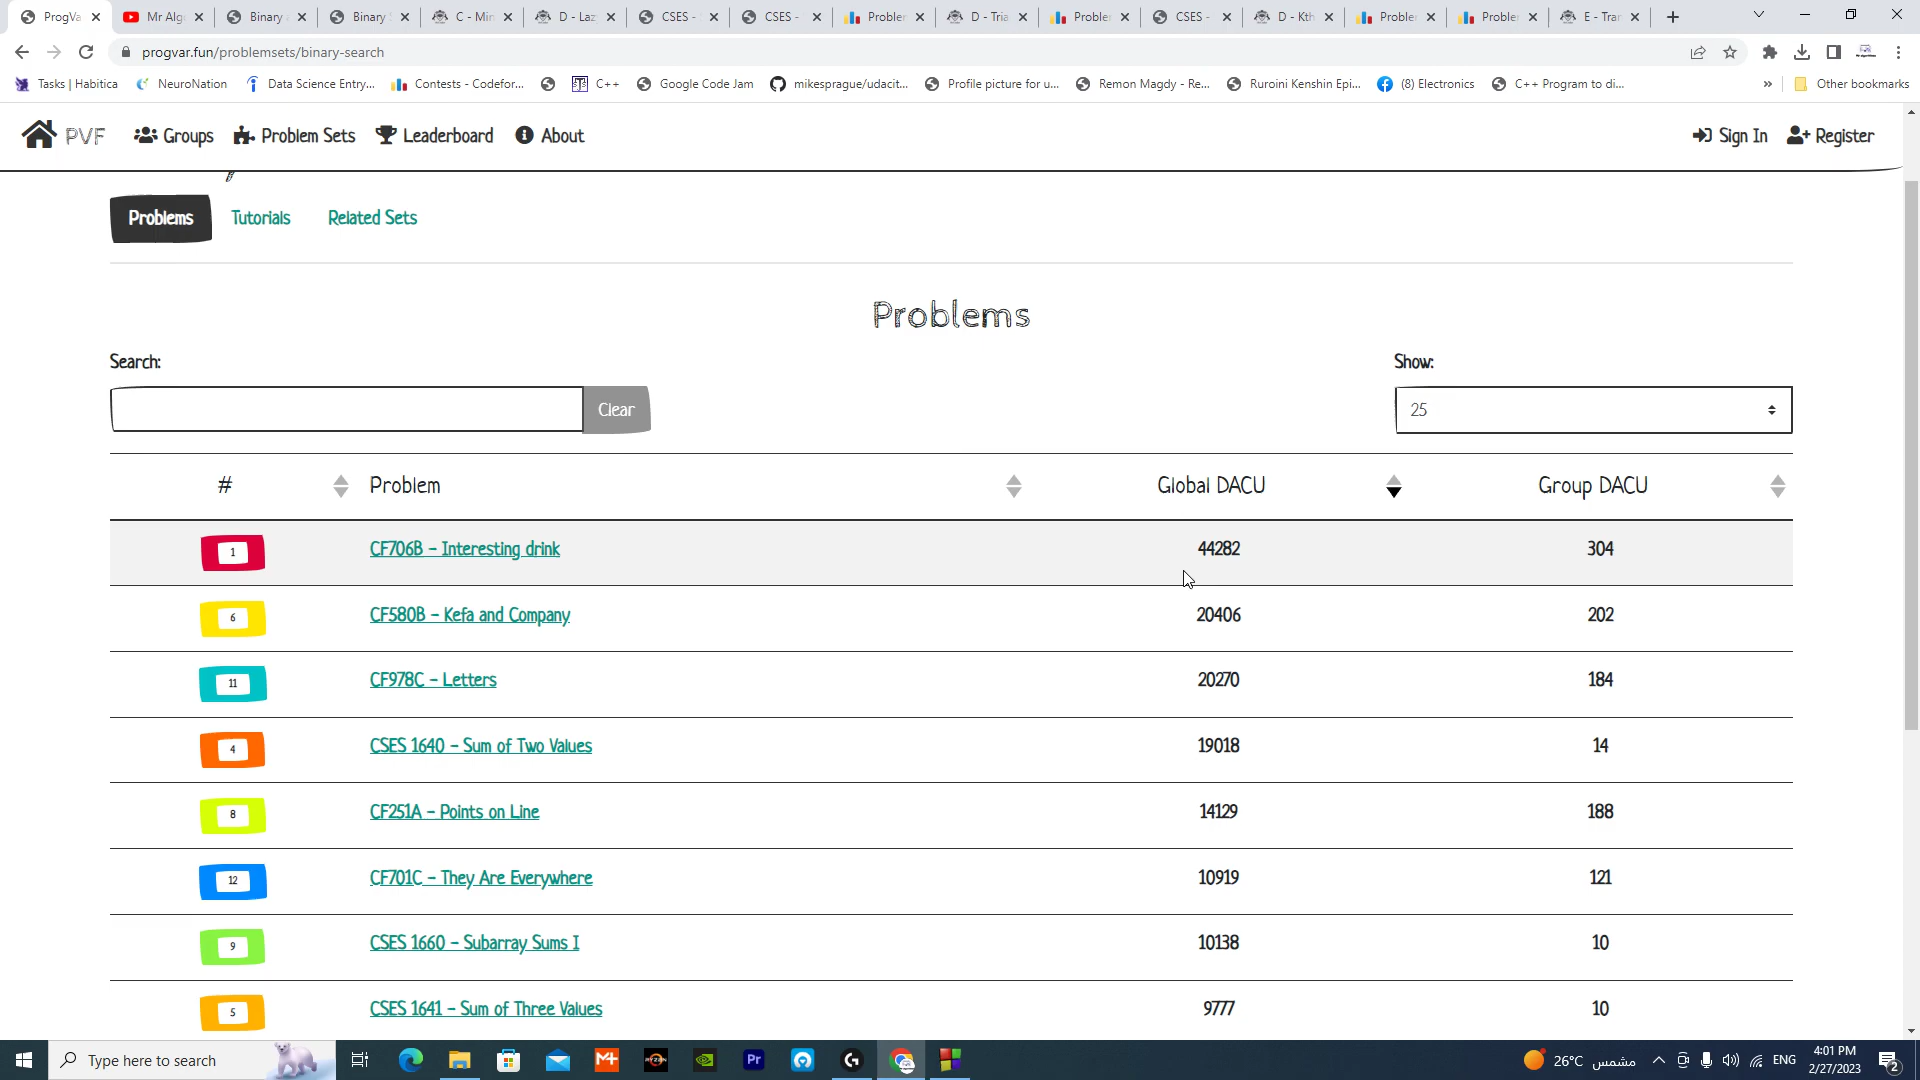 ProgVa
Mr Algo
Binary
Binary S
C - Min
D - Laz
CSES -
CSES -
Probler
D - Tria
Probler
CSES -
D - Kth
Probler
Probler
E - Trar
progvar.fun/problemsets/binary-search
Tasks | Habitica
NeuroNation
Data Science Entry...
Contests - Codefor...
C++
Google Code Jam
mikesprague/udacit...
Profile picture for u...
Remon Magdy - Re...
Ruroini Kenshin Epi...
(8) Electronics
C++ Program to di...
»
Other bookmarks
PVF
Groups
Problem Sets
Leaderboard
About
Sign In
Register
Problems
Tutorials
Related Sets
Problems
Search:
Show:
Clear
25
# Problem Global DACU Group DACU
1 CF706B - Interesting drink 44282 304
6 CF580B - Kefa and Company 20406 202
11 CF978C - Letters 20270 184
4 CSES 1640 - Sum of Two Values 19018 14
8 CF251A - Points on Line 14129 188
12 CF701C - They Are Everywhere 10919 121
9 CSES 1660 - Subarray Sums I 10138 10
5 CSES 1641 - Sum of Three Values 9777 10
Type here to search
M+
RYZEN
Pr
26°C مشمس
ENG
4:01 PM
2/27/2023
2